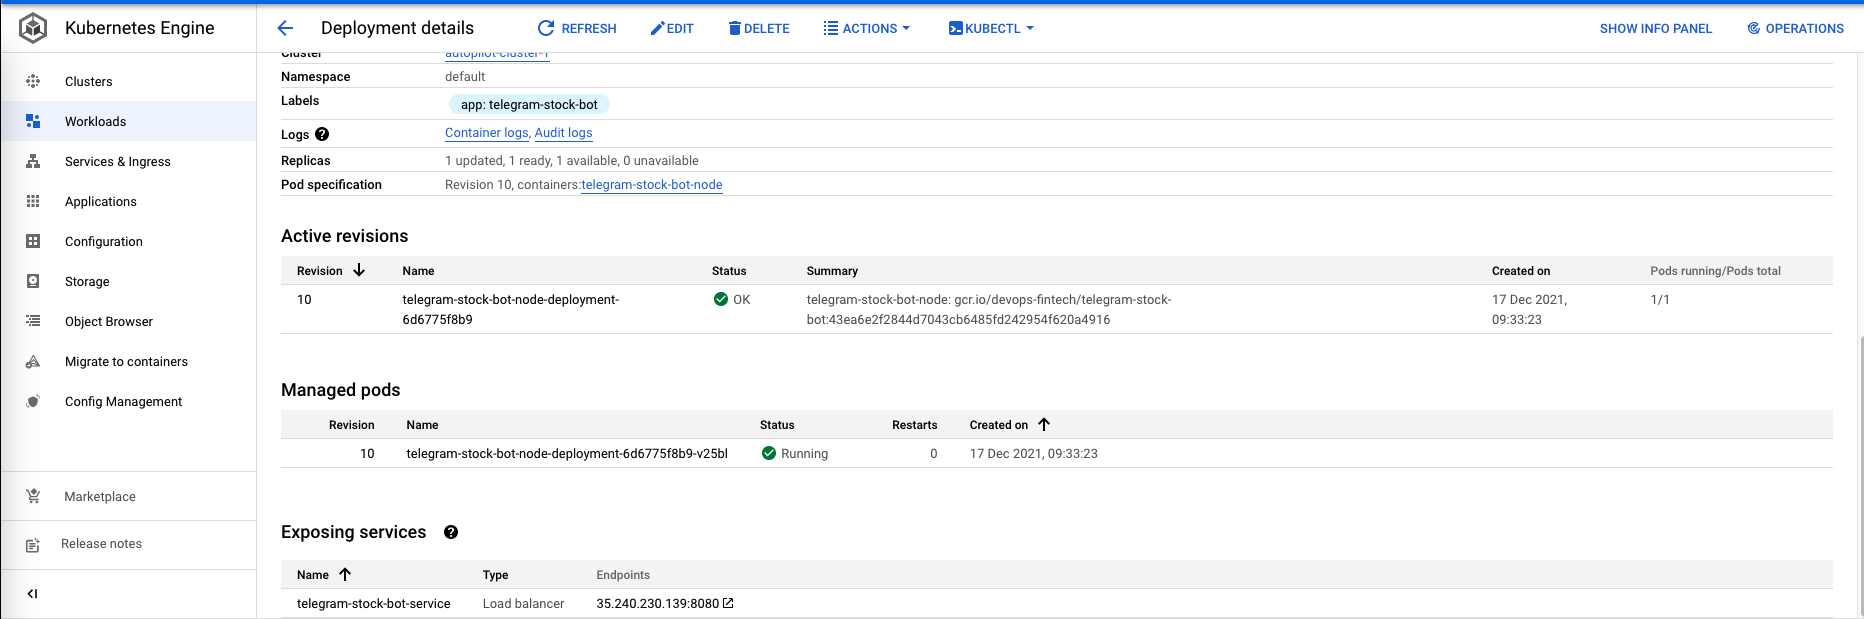 Kubernetes Engine
Deployment details
REFRESH
EDIT
DELETE
ACTIONS
KUBECTL
SHOW INFO PANEL
OPERATIONS
Clusters
Workloads
Services & Ingress
Applications
Configuration
Storage
Object Browser
Migrate to containers
Config Management
Marketplace
Release notes
Cluster autopilot-cluster-1
Namespace default
Labels app: telegram-stock-bot
Logs Container logs, Audit logs
Replicas 1 updated, 1 ready, 1 available, 0 unavailable
Pod specification Revision 10, containers:telegram-stock-bot-node
Active revisions
Revision Name Status Summary Created on Pods running/Pods total
10 telegram-stock-bot-node-deployment- OK telegram-stock-bot-node: gcr.io/devops-fintech/telegram-stock- 17 Dec 2021, 1/1
6d6775f8b9 bot:43ea6e2f2844d7043cb6485fd242954f620a4916 09:33:23
Managed pods
Revision Name Status Restarts Created on
10 telegram-stock-bot-node-deployment-6d6775f8b9-v25bl Running 0 17 Dec 2021, 09:33:23
Exposing services
Name Type Endpoints
telegram-stock-bot-service Load balancer 35.240.230.139:8080